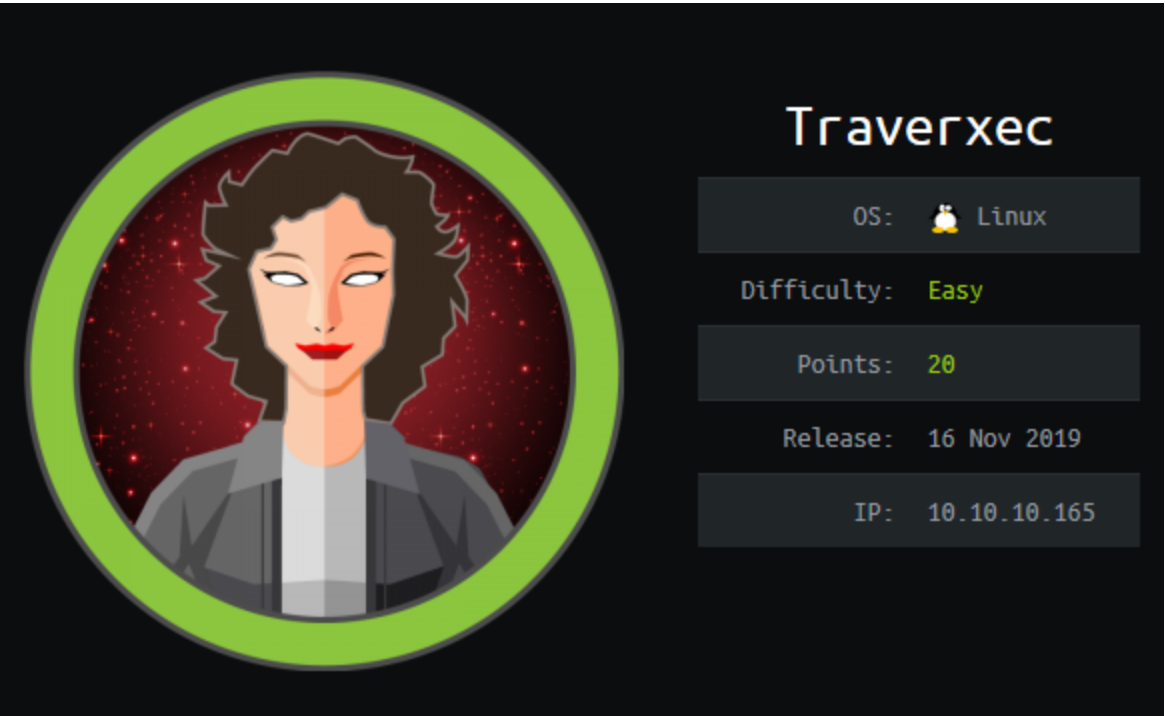 Traverxec
OS: Linux
Difficulty: Easy
Points: 20
Release: 16 Nov 2019
IP: 10.10.10.165